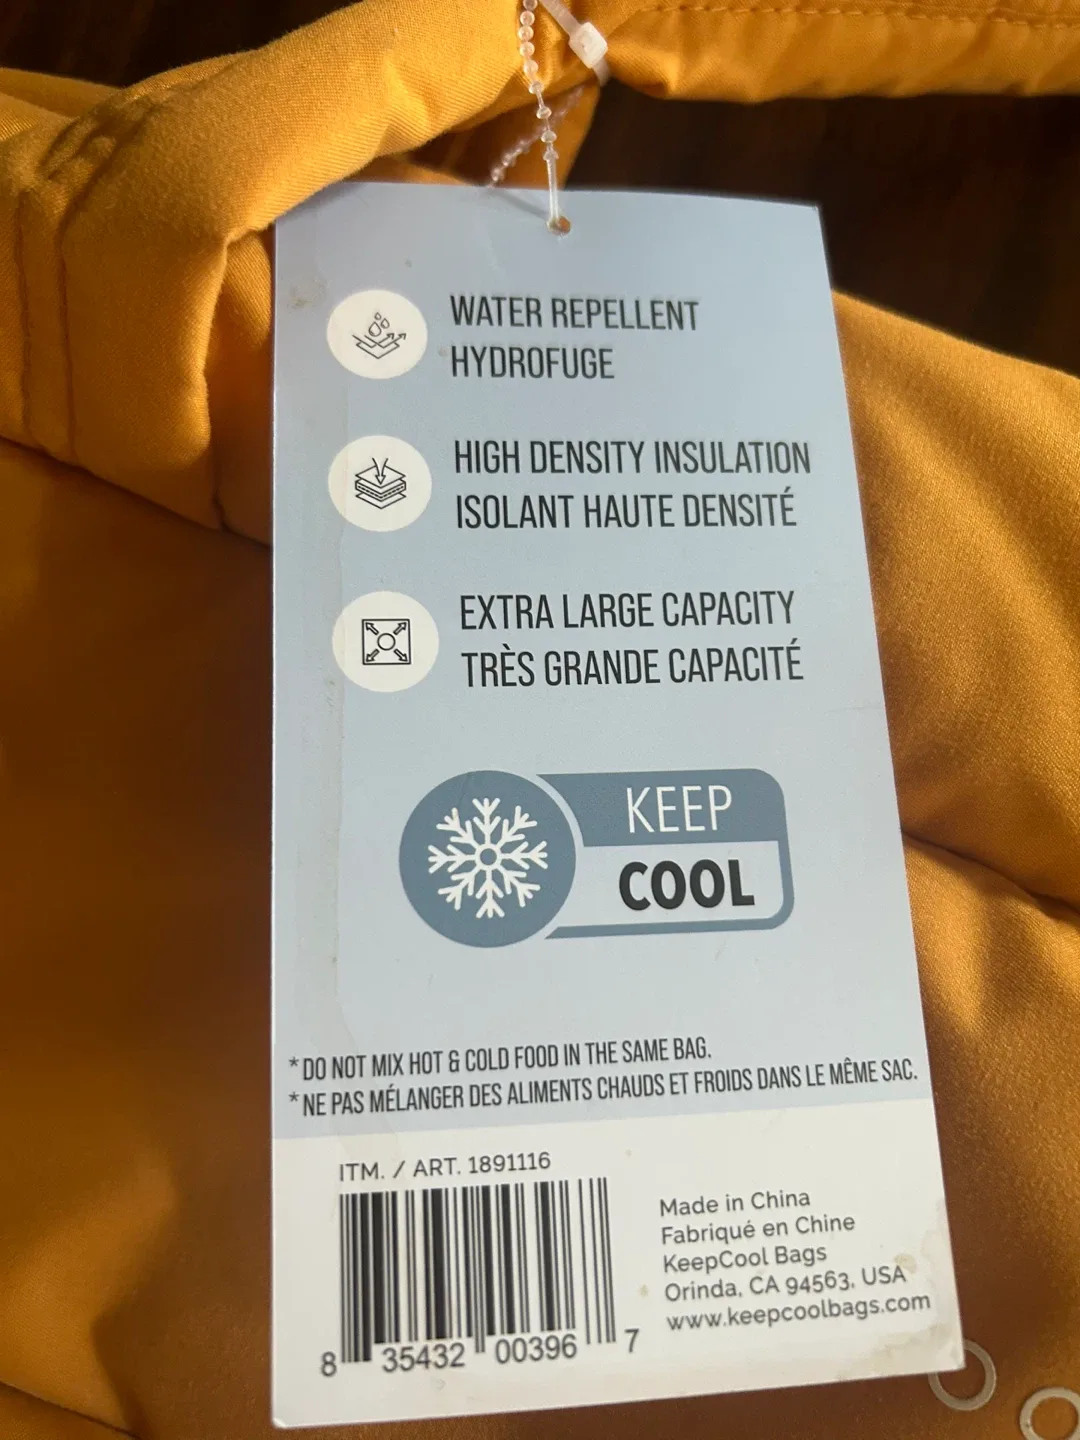 WATER REPELLENT
HYDROFUGE
HIGH DENSITY INSULATION
ISOLANT HAUTE DENSITÉ
EXTRA LARGE CAPACITY
TRÈS GRANDE CAPACITÉ
KEEP
COOL
*DO NOT MIX HOT & COLD FOOD IN THE SAME BAG.
*NE PAS MÉLANGER DES ALIMENTS CHAUDS ET FROIDS DANS LE MÊME SAC.
ITM. / ART. 1891116
8 35432 00396 7
Made in China
Fabriqué en Chine
KeepCool Bags
Orinda, CA 94563, USA
www.keepcoolbags.com